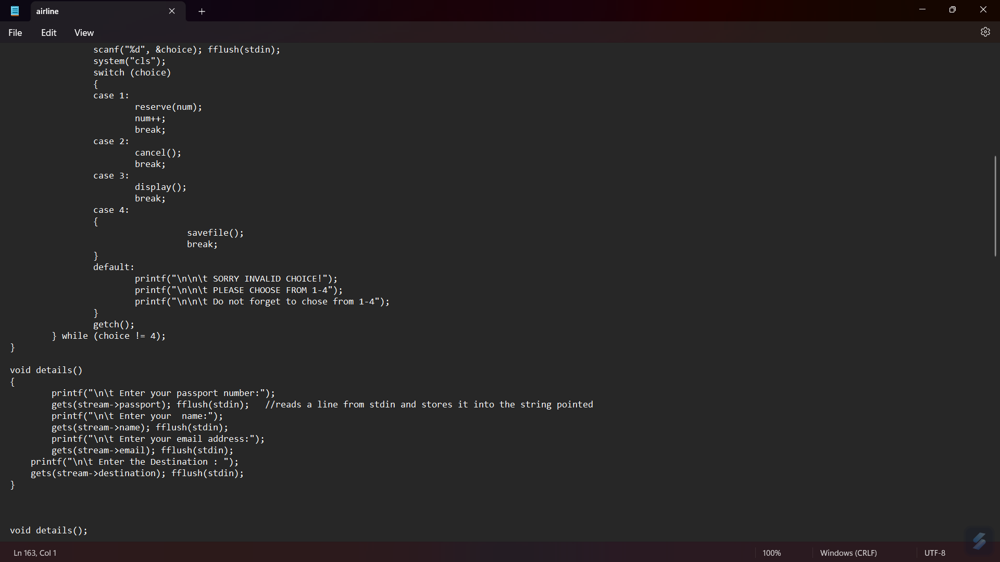 airline
File Edit View
scanf("%d", &choice); fflush(stdin);
system("cls");
switch (choice)
{
case 1:
reserve(num);
num++;
break;
case 2:
cancel();
break;
case 3:
display();
break;
case 4:
{
savefile();
break;
}
default:
printf("\n\n\t SORRY INVALID CHOICE!");
printf("\n\n\t PLEASE CHOOSE FROM 1-4");
printf("\n\n\t Do not forget to chose from 1-4");
}
getch();
} while (choice != 4);
}
void details()
{
printf("\n\t Enter your passport number:");
gets(stream->passport); fflush(stdin);   //reads a line from stdin and stores it into the string pointed
printf("\n\t Enter your  name:");
gets(stream->name); fflush(stdin);
printf("\n\t Enter your email address:");
gets(stream->email); fflush(stdin);
printf("\n\t Enter the Destination : ");
gets(stream->destination); fflush(stdin);
}
void details();
Ln 163, Col 1 100% Windows (CRLF) UTF-8